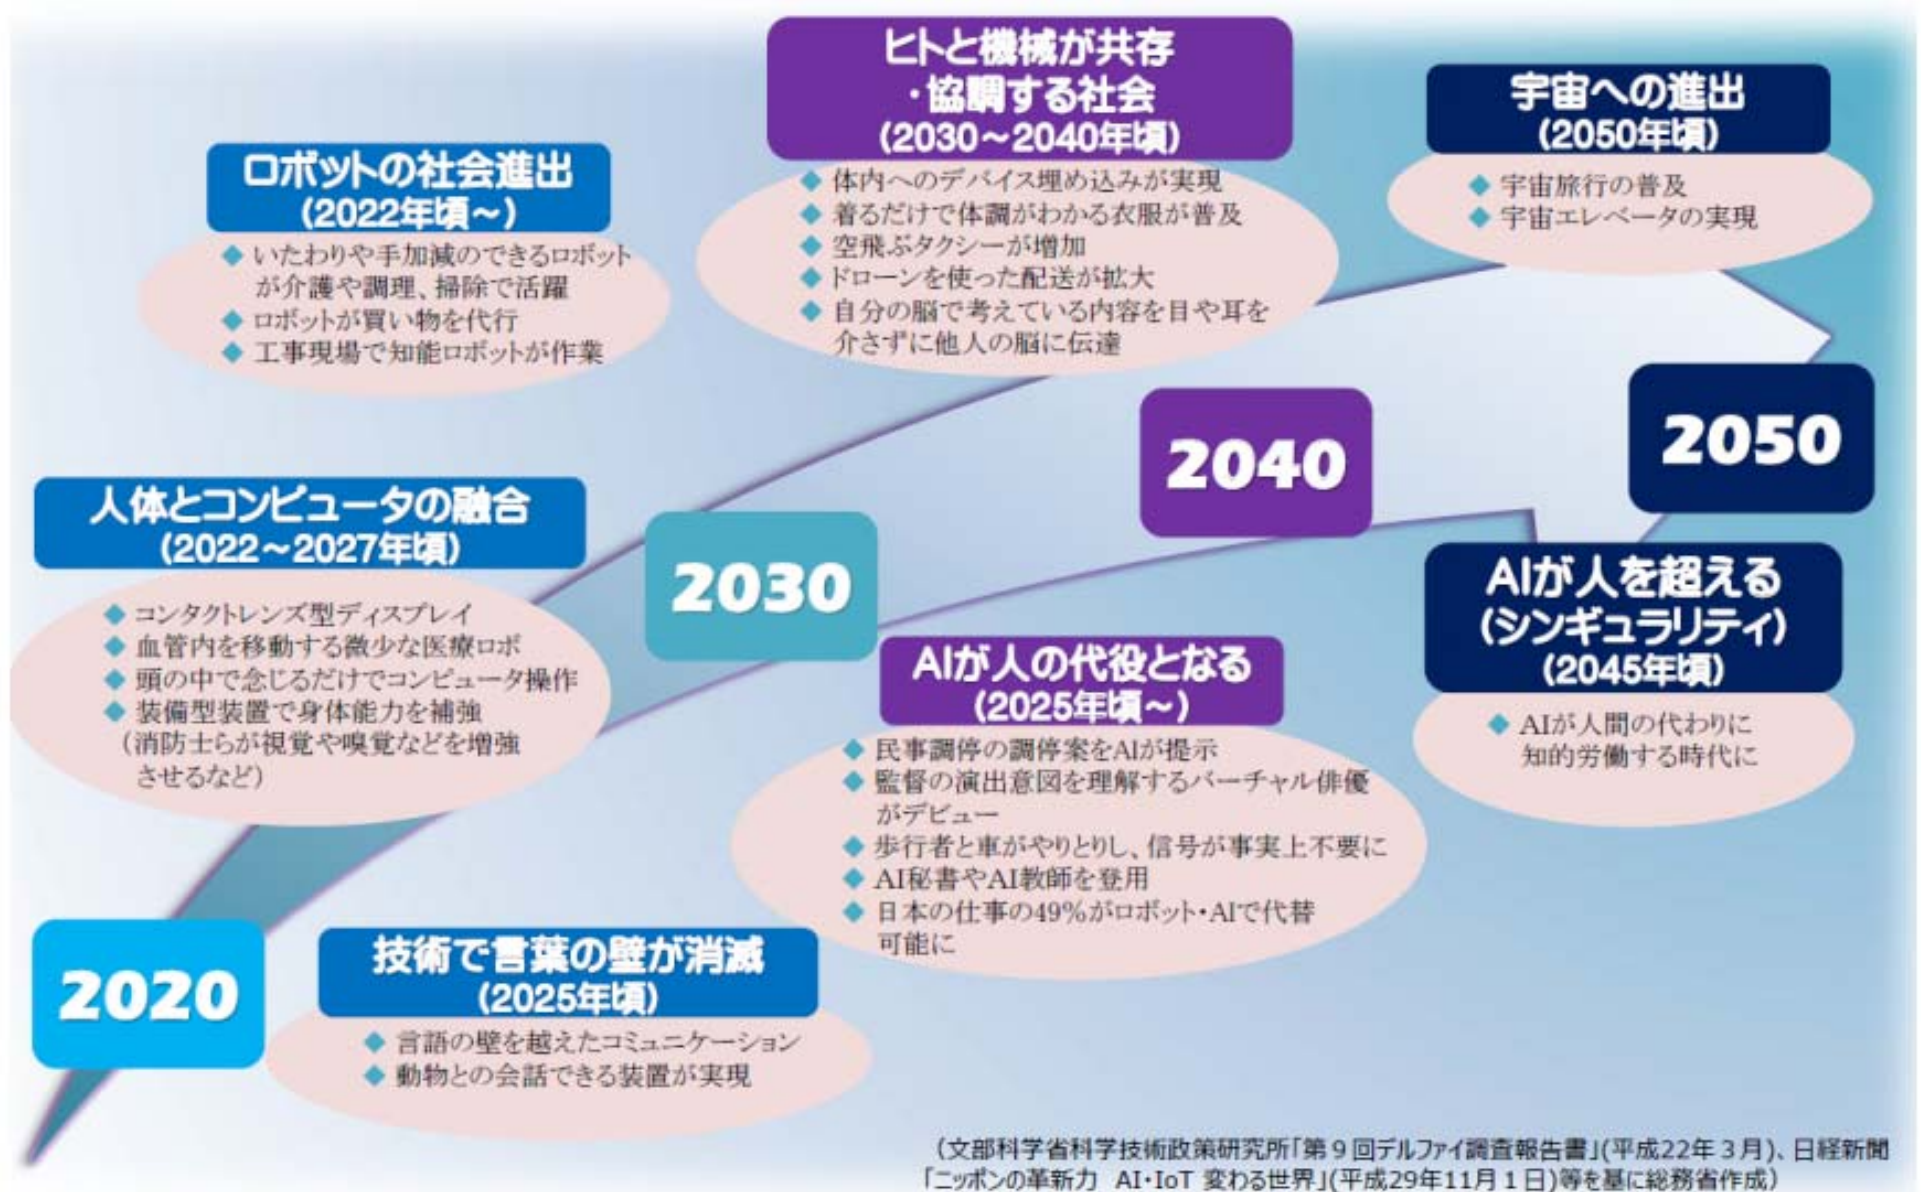 ヒトと機械が共存
・協調する社会
(2030～2040年頃)
◆ 体内へのデバイス埋め込みが実現
◆ 着るだけで体調がわかる衣服が普及
◆ 空飛ぶタクシーが増加
◆ ドローンを使った配送が拡大
◆ 自分の脳で考えている内容を目や耳を
介さずに他人の脳に伝達
宇宙への進出
(2050年頃)
◆ 宇宙旅行の普及
◆ 宇宙エレベータの実現
ロボットの社会進出
(2022年頃～)
◆ いたわりや手加減のできるロボット
が介護や調理、掃除で活躍
◆ ロボットが買い物を代行
◆ 工事現場で知能ロボットが作業
2050
2040
人体とコンピュータの融合
(2022～2027年頃)
◆ コンタクトレンズ型ディスプレイ
◆ 血管内を移動する微少な医療ロボ
◆ 頭の中で念じるだけでコンピュータ操作
◆ 装備型装置で身体能力を補強
(消防士らが視覚や嗅覚などを増強
させるなど)
2030
AIが人を超える
(シンギュラリティ)
(2045年頃)
◆ AIが人間の代わりに
知的労働する時代に
AIが人の代役となる
(2025年頃～)
◆ 民事調停の調停案をAIが提示
◆ 監督の演出意図を理解するバーチャル俳優
がデビュー
◆ 歩行者と車がやりとりし、信号が事実上不要に
◆ AI秘書やAI教師を登用
◆ 日本の仕事の49%がロボット・AIで代替
可能に
2020
技術で言葉の壁が消滅
(2025年頃)
◆ 言語の壁を越えたコミュニケーション
◆ 動物との会話できる装置が実現
(文部科学省科学技術政策研究所「第９回デルファイ調査報告書」(平成22年３月)、日経新聞
「ニッポンの革新力 AI・IoT 変わる世界」(平成29年11月１日)等を基に総務省作成)